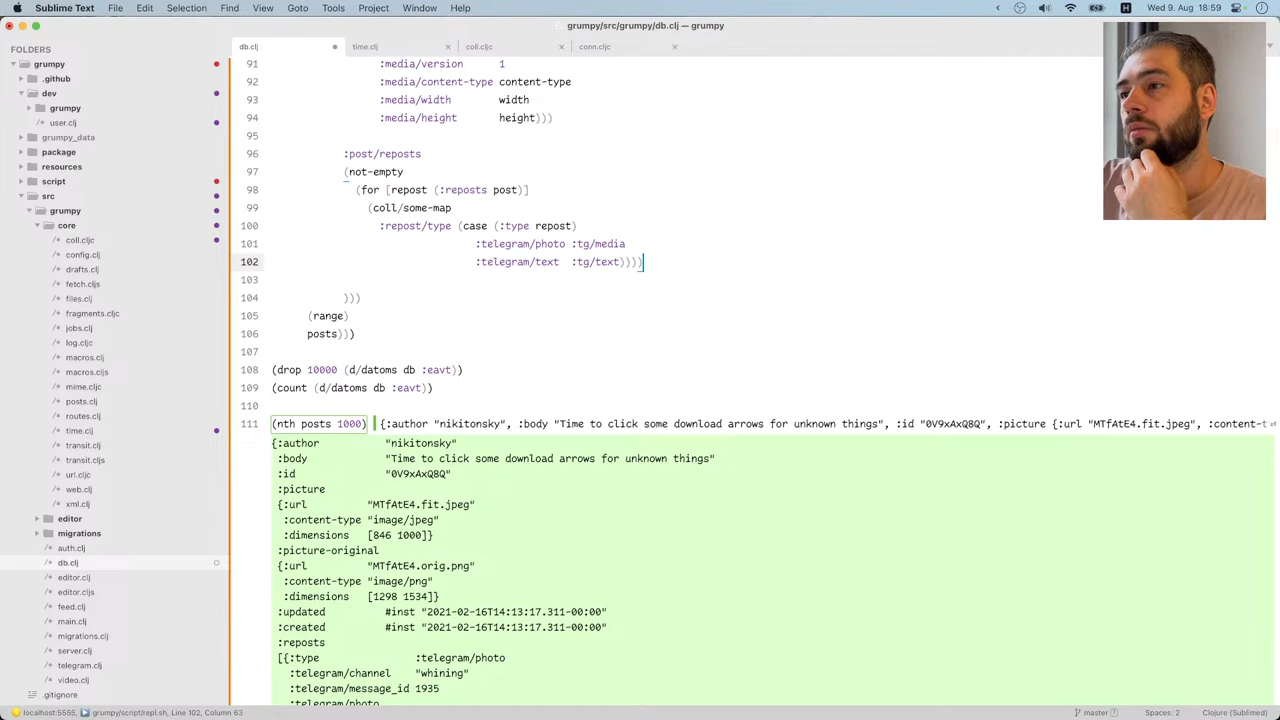 Sublime Text File Edit Selection Find View Goto Tools Project Window Help Wed 9. Aug 18:59
grumpy/src/grumpy/db.clj — grumpy
FOLDERS
grumpy
.github
dev
grumpy
user.clj
grumpy_data
package
resources
script
src
grumpy
core
coll.cljc
config.clj
drafts.clj
fetch.cljs
files.clj
fragments.cljc
jobs.clj
log.cljc
macros.clj
macros.cljs
mime.cljc
posts.clj
routes.clj
time.clj
transit.clj
transit.cljs
url.cljc
web.clj
xml.clj
editor
migrations
auth.clj
db.clj
editor.clj
editor.cljs
feed.clj
main.clj
migrations.clj
server.clj
telegram.clj
video.clj
.gitignore
db.clj time.clj coll.cljc conn.cljc
91 :media/version 1
92 :media/content-type content-type
93 :media/width width
94 :media/height height)))
95
96 :post/reposts
97 (not-empty
98 (for [repost (:reposts post)]
99 (coll/some-map
100 :repost/type (case (:type repost)
101 :telegram/photo :tg/media
102 :telegram/text :tg/text))))
103
104 )))
105 (range)
106 posts)))
107
108 (drop 10000 (d/datoms db :eavt))
109 (count (d/datoms db :eavt))
110
111 (nth posts 1000) {:author "nikitonsky", :body "Time to click some download arrows for unknown things", :id "0V9xAxQ8Q", :picture {:url "MTfAtE4.fit.jpeg", :content-t
{:author "nikitonsky"
:body "Time to click some download arrows for unknown things"
:id "0V9xAxQ8Q"
:picture
{:url "MTfAtE4.fit.jpeg"
:content-type "image/jpeg"
:dimensions [846 1000]}
:picture-original
{:url "MTfAtE4.orig.png"
:content-type "image/png"
:dimensions [1298 1534]}
:updated #inst "2021-02-16T14:13:17.311-00:00"
:created #inst "2021-02-16T14:13:17.311-00:00"
:reposts
[{:type :telegram/photo
:telegram/channel "whining"
:telegram/message_id 1935
:telegram/photo
localhost:5555, grumpy/script/repl.sh, Line 102, Column 63 master 7 Spaces: 2 Clojure (Sublimed)